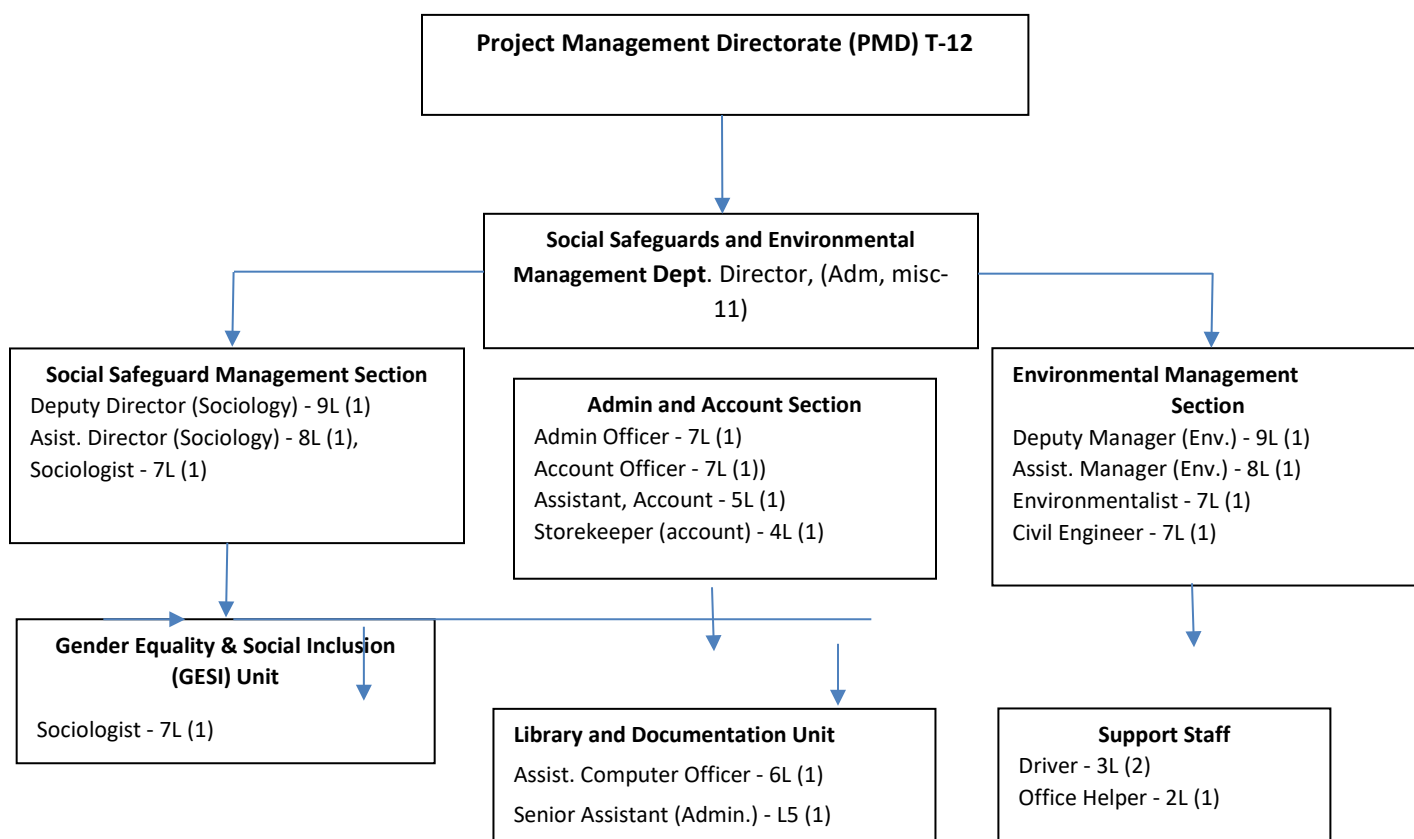 Project Management Directorate (PMD) T-12
Social Safeguards and Environmental
Management Dept. Director, (Adm, misc-
11)
Social Safeguard Management Section
Deputy Director (Sociology) - 9L (1)
Asist. Director (Sociology) - 8L (1),
Sociologist - 7L (1)
Admin and Account Section
Admin Officer - 7L (1)
Account Officer - 7L (1))
Assistant, Account - 5L (1)
Storekeeper (account) - 4L (1)
Environmental Management
Section
Deputy Manager (Env.) - 9L (1)
Assist. Manager (Env.) - 8L (1)
Environmentalist - 7L (1)
Civil Engineer - 7L (1)
Gender Equality & Social Inclusion
(GESI) Unit
Sociologist - 7L (1)
Library and Documentation Unit
Assist. Computer Officer - 6L (1)
Senior Assistant (Admin.) - L5 (1)
Support Staff
Driver - 3L (2)
Office Helper - 2L (1)